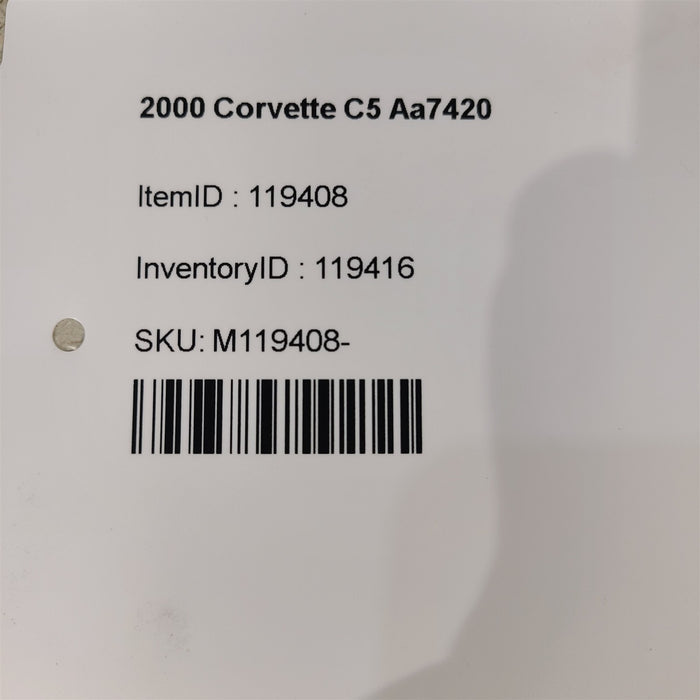 2000 Corvette C5 Aa7420
ItemID : 119408
InventoryID : 119416
SKU: M119408-